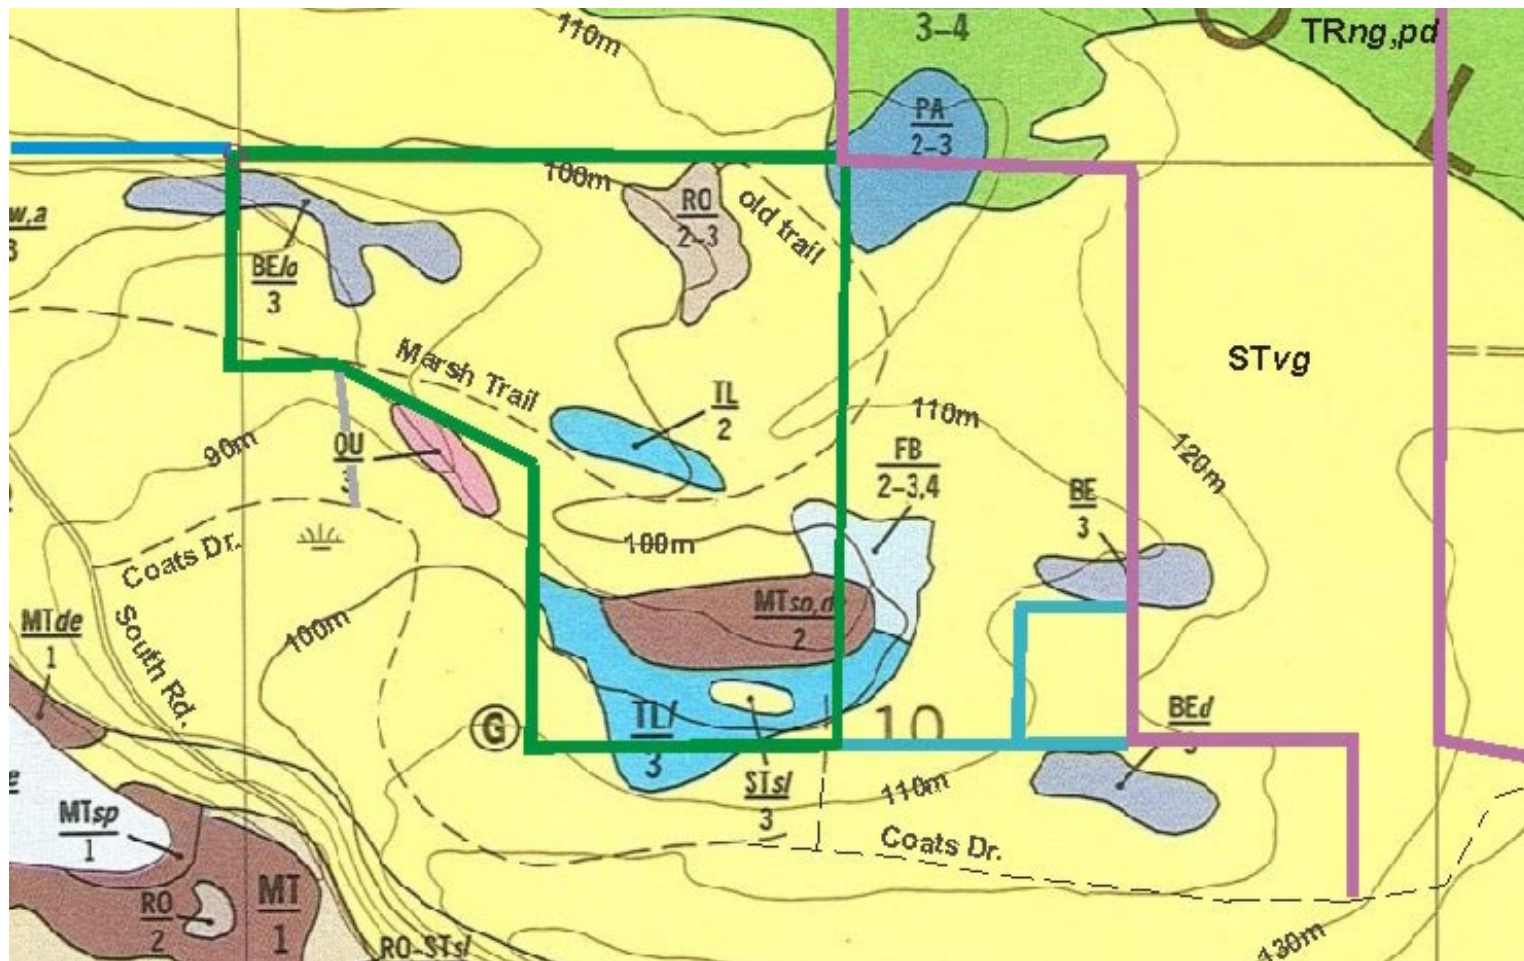 110m
3-4
TRng,pd
PA
2-3
100m
RO
2-3
old trail
w,a
3
BElo
3
Marsh Trail
STvg
TL
2
110m
FB
2-3,4
90m
OU
120m
BE
3
100m
Coats Dr.
MTde
1
South Rd.
100m
MTso,d
2
G
TLl
3
10
BEd
3
STsl
3
110m
e
MTsp
1
Coats Dr.
RO
2
MT
1
RO-STsl
130m